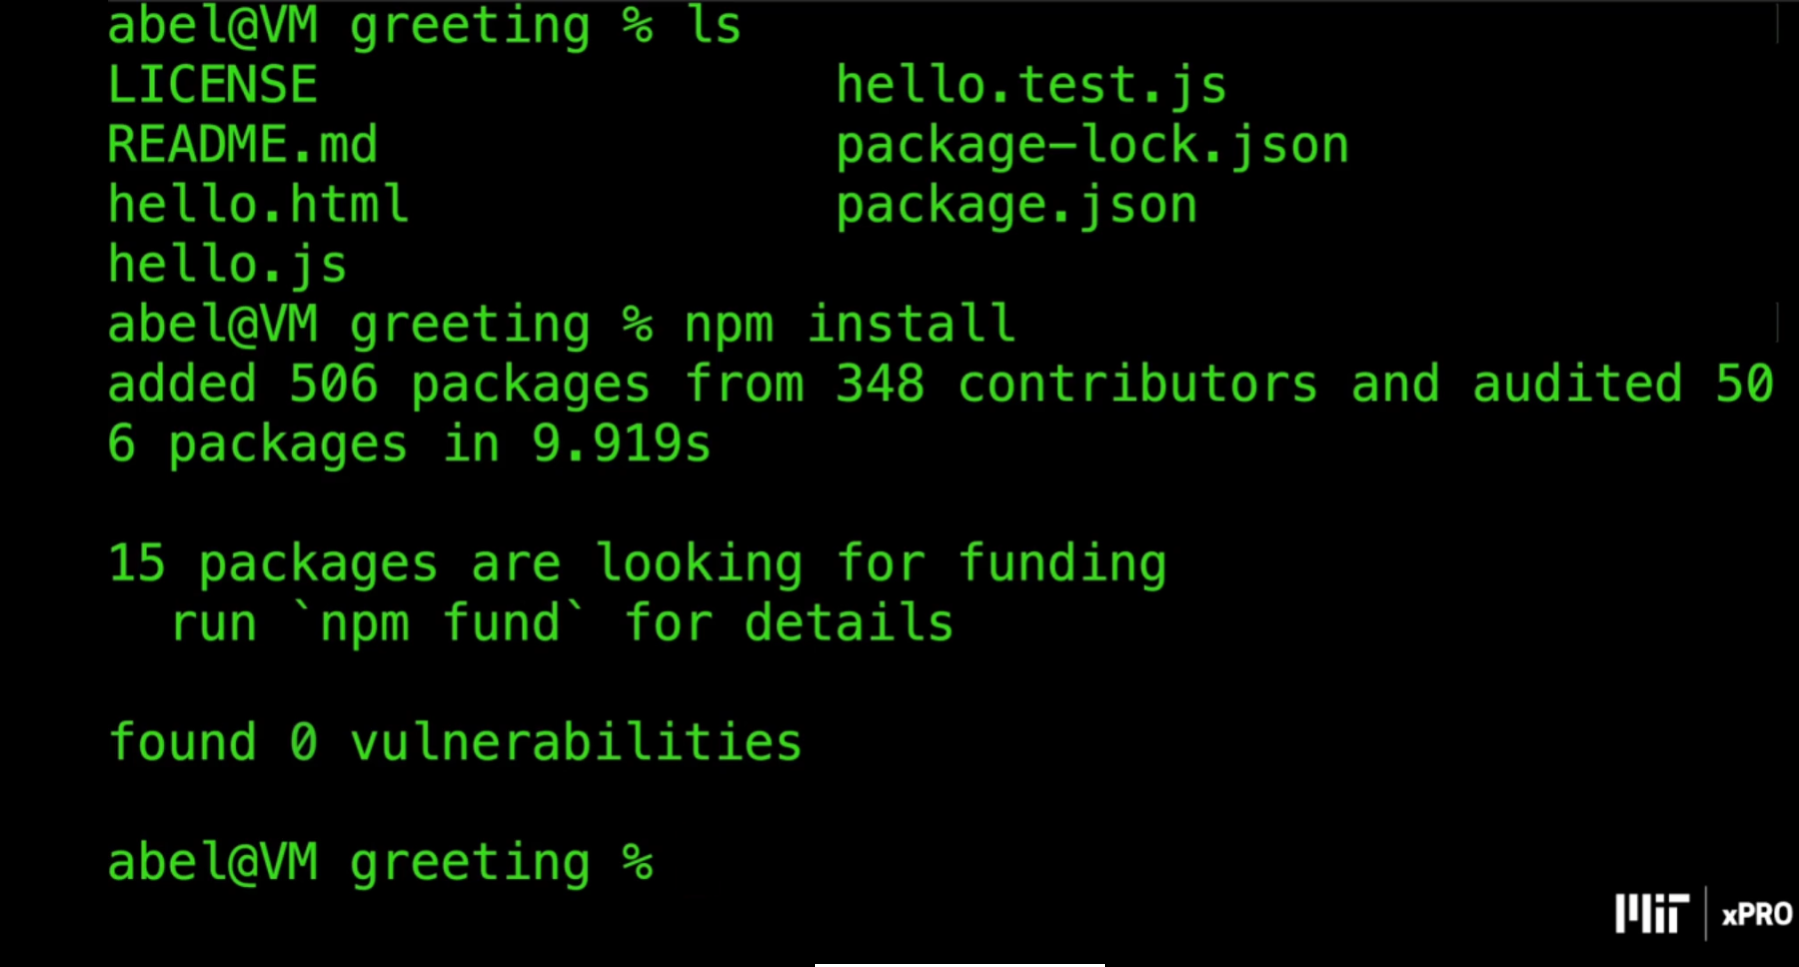 abel@VM greeting % ls
LICENSE hello.test.js
README.md package-lock.json
hello.html package.json
hello.js
abel@VM greeting % npm install
added 506 packages from 348 contributors and audited 50
6 packages in 9.919s
15 packages are looking for funding
run `npm fund` for details
found 0 vulnerabilities
abel@VM greeting %
MIT xPRO